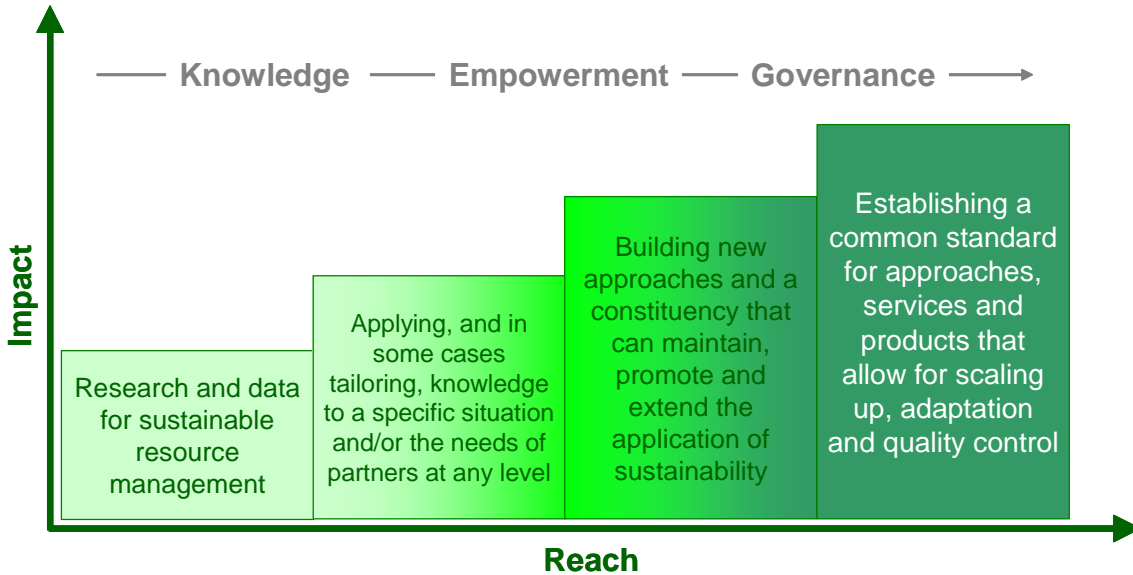 Knowledge Empowerment Governance
Impact
Research and data
for sustainable
resource
management
Applying, and in
some cases
tailoring, knowledge
to a specific situation
and/or the needs of
partners at any level
Building new
approaches and a
constituency that
can maintain,
promote and
extend the
application of
sustainability
Establishing a
common standard
for approaches,
services and
products that
allow for scaling
up, adaptation
and quality control
Reach